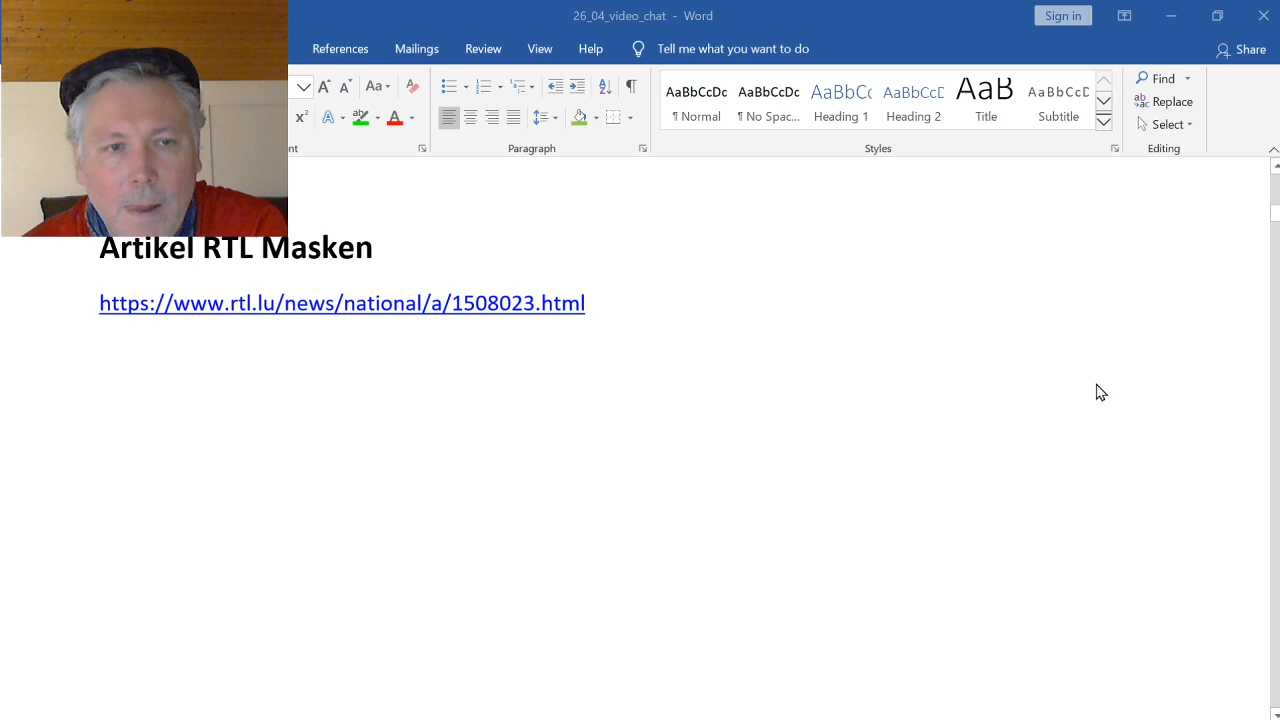 26_04_video_chat - Word
Sign in
References Mailings Review View Help Tell me what you want to do
Share
Aa
AaBbCcDc AaBbCcDc AaBbCc AaBbCcD AaB AaBbCcD
¶ Normal ¶ No Spac... Heading 1 Heading 2 Title Subtitle
Find
Replace
Select
nt Paragraph Styles Editing
Artikel RTL Masken
https://www.rtl.lu/news/national/a/1508023.html